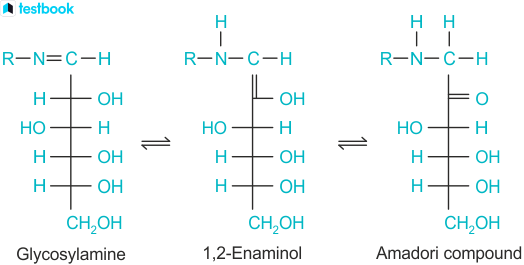 testbook
H
H H
R–N=C–H
R–N–C–H
R–N–C–H
H OH
OH
O
HO H
HO H
HO H
H OH
H OH
H OH
H OH
H OH
H OH
CH₂OH
CH₂OH
CH₂OH
Glycosylamine
1,2-Enaminol
Amadori compound